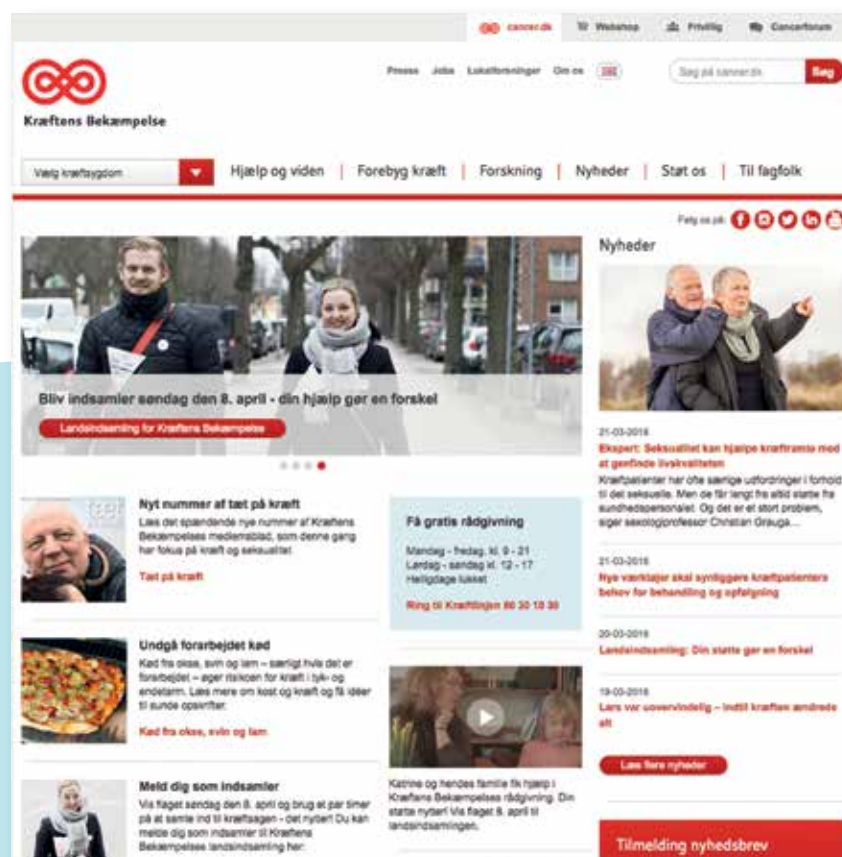 cancer.dk Webshop Frivillig Cancerforum
Presse Jobs Lokalforeninger Om os
Søg på cancer.dk Søg
Kræftens Bekæmpelse
Vælg kræftsygdom Hjælp og viden | Forebyg kræft | Forskning | Nyheder | Støt os | Til fagfolk
Følg os på:
Bliv indsamler søndag den 8. april - din hjælp gør en forskel
Landsindsamling for Kræftens Bekæmpelse
Nyt nummer af tæt på kræft
Læs det spændende nye nummer af Kræftens
Bekæmpelses medlemsblad, som denne gang
har fokus på kræft og seksualitet
Tæt på kræft
Undgå forarbejdet kød
Kød fra okse, svin og lam – særligt hvis det er
forarbejdet – øger risikoen for kræft i tyk- og
endetarm. Læs mere om kost og kræft og få idéer
til sunde opskrifter.
Kød fra okse, svin og lam
Meld dig som indsamler
Vis flaget søndag den 8. april og brug et par timer
på at samle ind til kræftsagen - det nytter! Du kan
melde dig som indsamler til Kræftens
Bekæmpelses landsindsamling her:
Få gratis rådgivning
Mandag - fredag. kl. 9 - 21
Lørdag - søndag kl. 12 - 17
Helligdage lukket
Ring til Kræftlinjen 80 30 10 30
Katrine og hendes familie fik hjælp i
Kræftens Bekæmpelses rådgivning. Din
støtte nytter! Vis flaget 8. april til
landsindsamlingen.
Nyheder
21-03-2018
Ekspert: Seksualitet kan hjælpe kræftramte med
at genfinde livskvaliteten
Kræftpatienter har ofte særlige udfordringer i forhold
til det seksuelle. Men de får langt fra altid støtte fra
sundhedspersonalet. Og det er et stort problem,
siger sexologiprofessor Christian Grauga...
21-03-2018
Nye værktøjer skal synliggøre kræftpatienters
behov for behandling og opfølgning
20-03-2018
Landsindsamling: Din støtte gør en forskel
19-03-2018
Lars var uovervindelig – indtil kræften ændrede
alt
Læs flere nyheder
Tilmelding nyhedsbrev